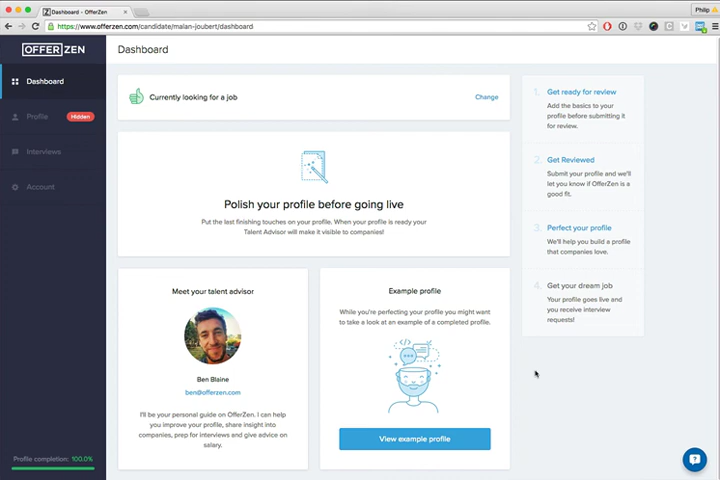 Dashboard - OfferZen
Philip
https://www.offerzen.com/candidate/malan-joubert/dashboard
OFFERZEN
Dashboard
Dashboard
Profile
Hidden
Interviews
Account
Profile completion: 100.0%
Currently looking for a job
Change
Polish your profile before going live
Put the last finishing touches on your profile. When your profile is ready your
Talent Advisor will make it visible to companies!
Meet your talent advisor
Ben Blaine
ben@offerzen.com
I'll be your personal guide on OfferZen. I can help
you improve your profile, share insight into
companies, prep for interviews and give advice on
salary.
Example profile
While you're perfecting your profile you might want
to take a look at an example of a completed profile.
View example profile
1. Get ready for review
Add the basics to your
profile before submitting it
for review.
2. Get Reviewed
Submit your profile and we'll
let you know if OfferZen is a
good fit.
3. Perfect your profile
We'll help you build a profile
that companies love.
4. Get your dream job
Your profile goes live and
you receive interview
requests!